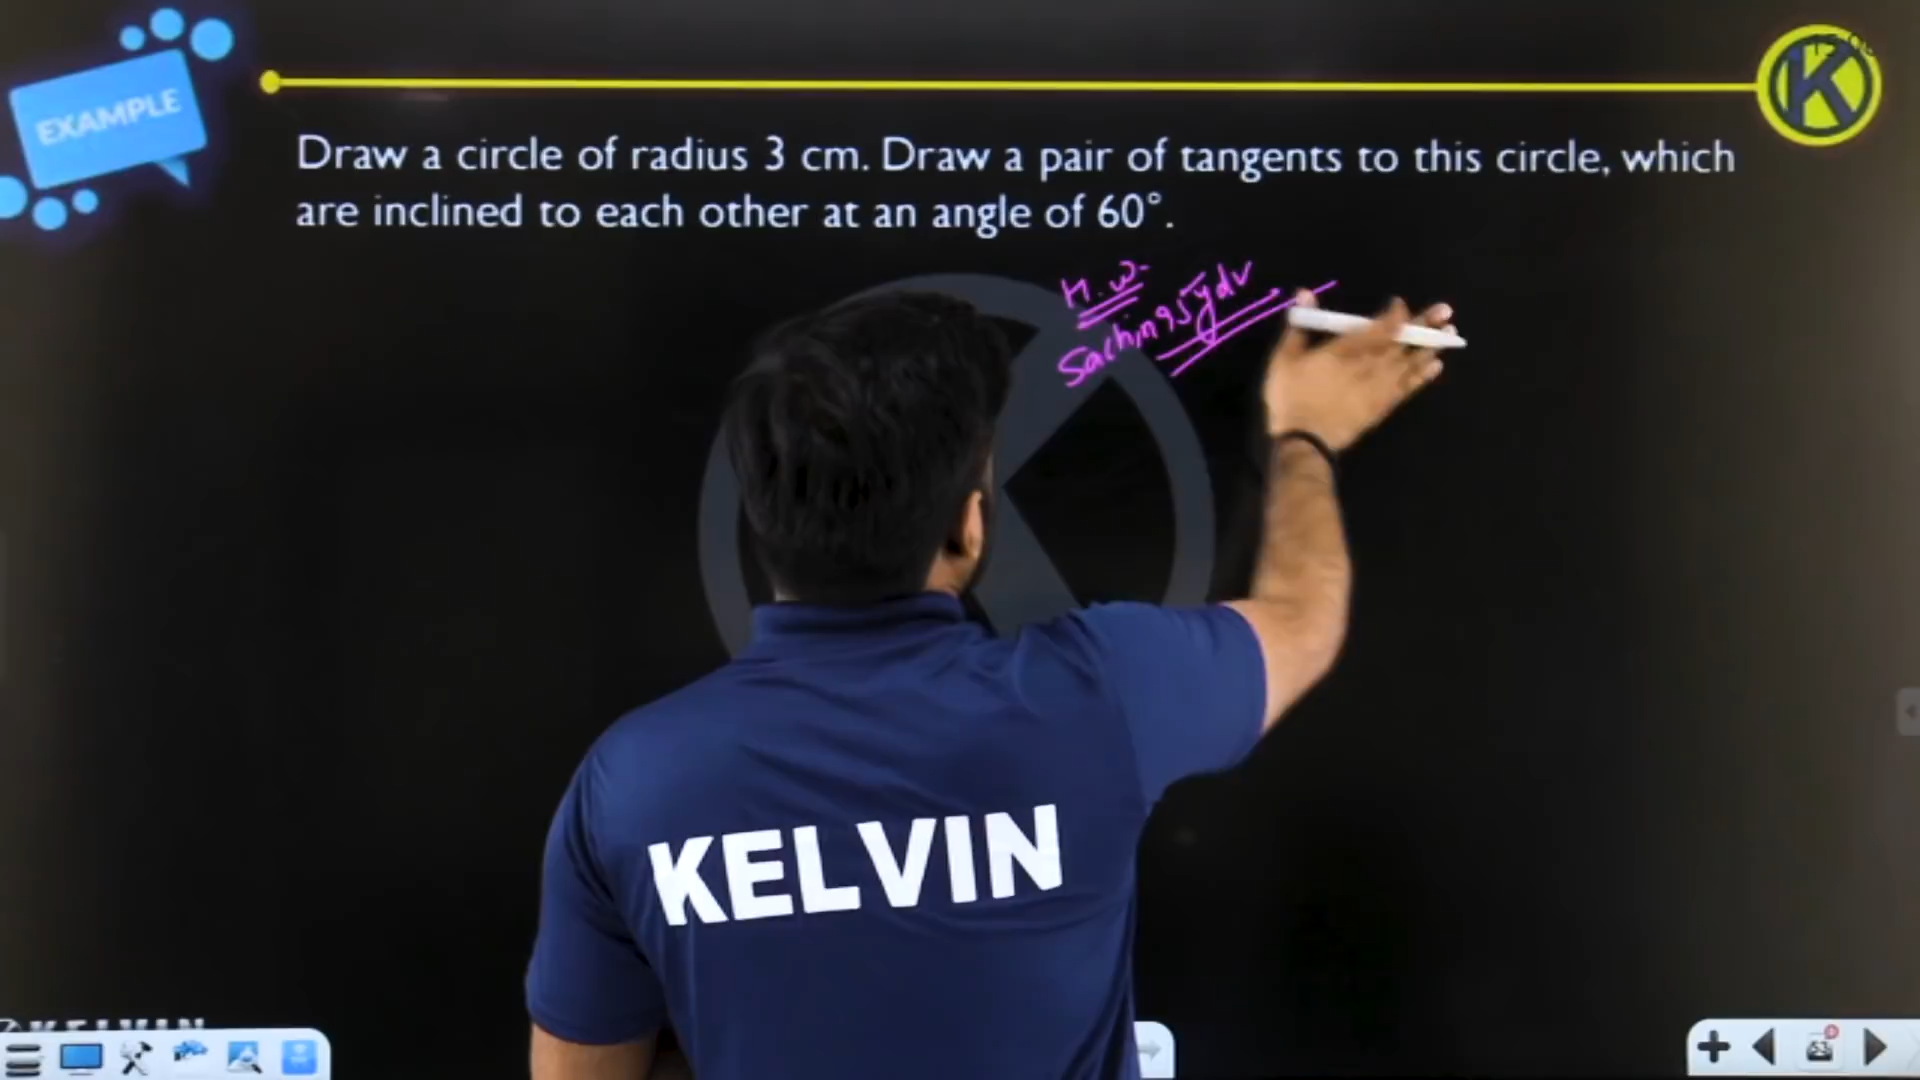 EXAMPLE
Draw a circle of radius 3 cm. Draw a pair of tangents to this circle, which
are inclined to each other at an angle of 60°.
H.W.
Sachin95ydv
KELVIN
KELVIN